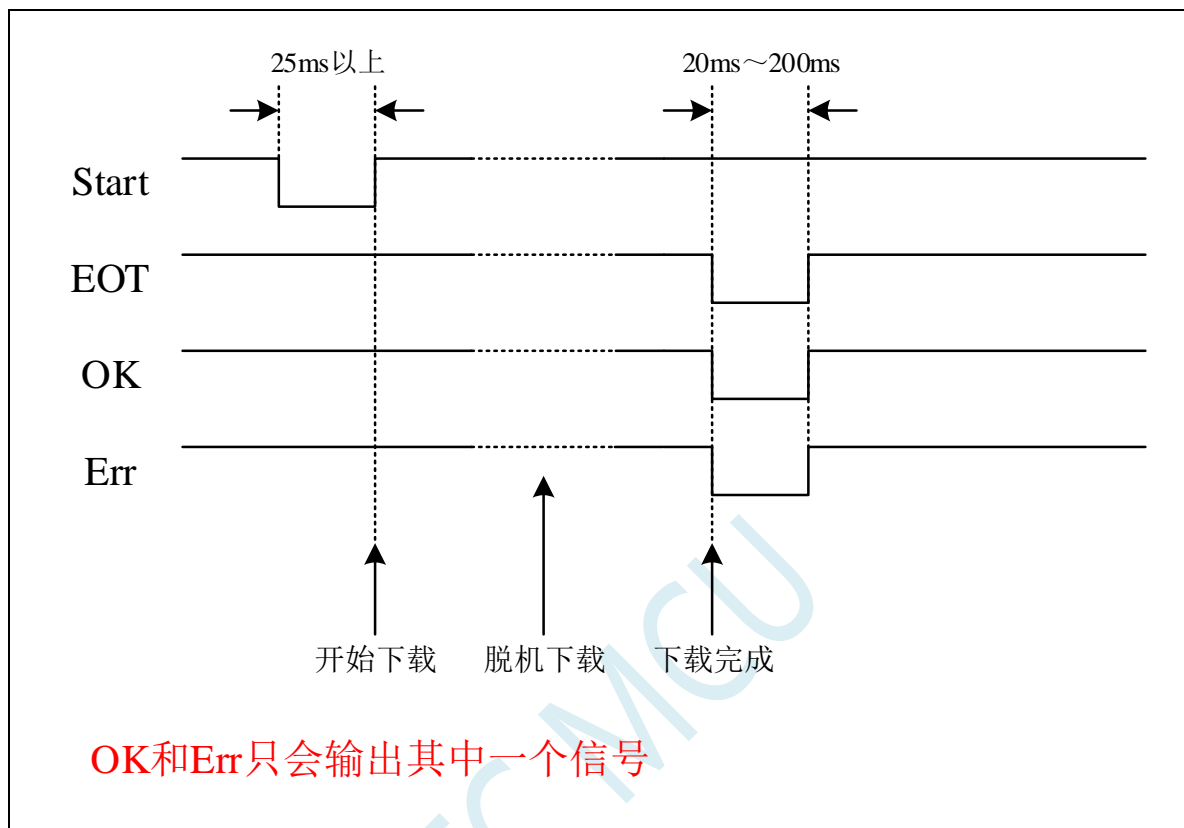 25ms以上
20ms～200ms
Start
EOT
OK
Err
开始下载
脱机下载
下载完成
OK和Err只会输出其中一个信号
MCU